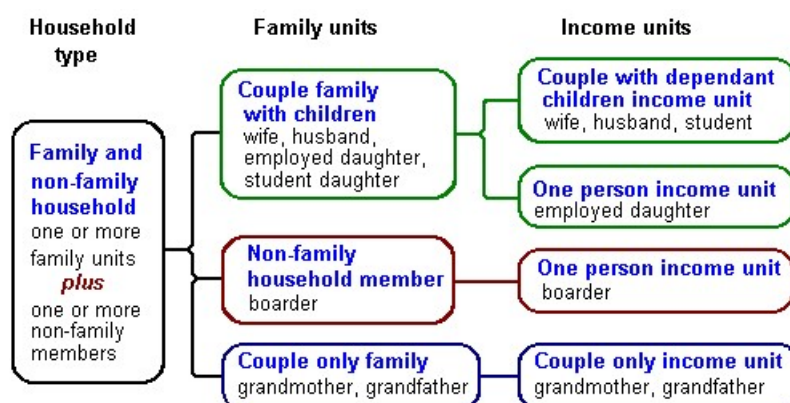 Household type
Family units
Income units
Family and
non-family
household
one or more
family units
plus
one or more
non-family
members
Couple family
with children
wife, husband,
employed daughter,
student daughter
Couple with dependant
children income unit
wife, husband, student
One person income unit
employed daughter
Non-family
household member
boarder
One person income unit
boarder
Couple only family
grandmother, grandfather
Couple only income unit
grandmother, grandfather